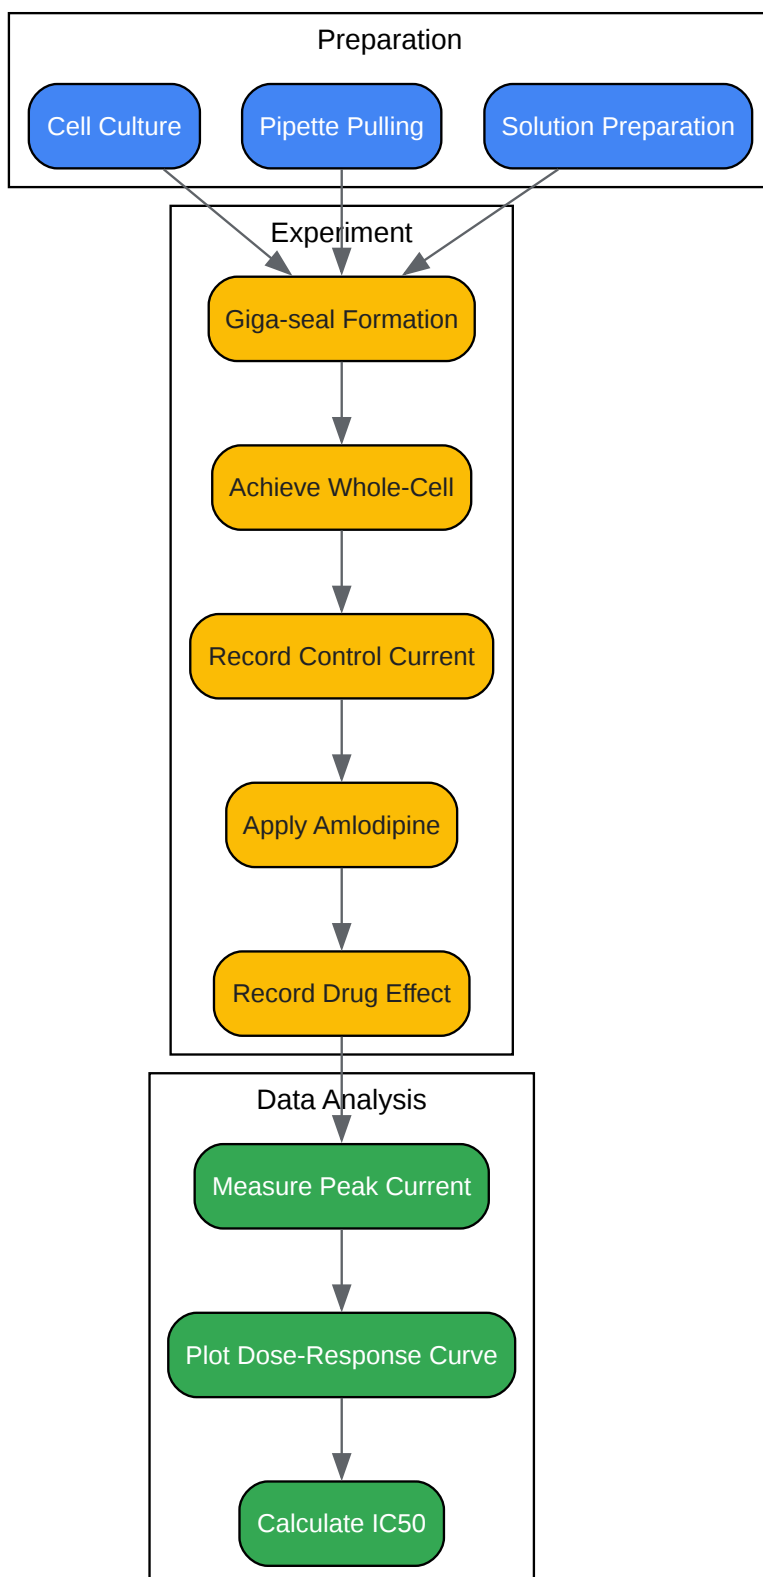 Preparation
Cell Culture
Pipette Pulling
Solution Preparation
Experiment
Giga-seal Formation
Achieve Whole-Cell
Record Control Current
Apply Amlodipine
Record Drug Effect
Data Analysis
Measure Peak Current
Plot Dose-Response Curve
Calculate IC50